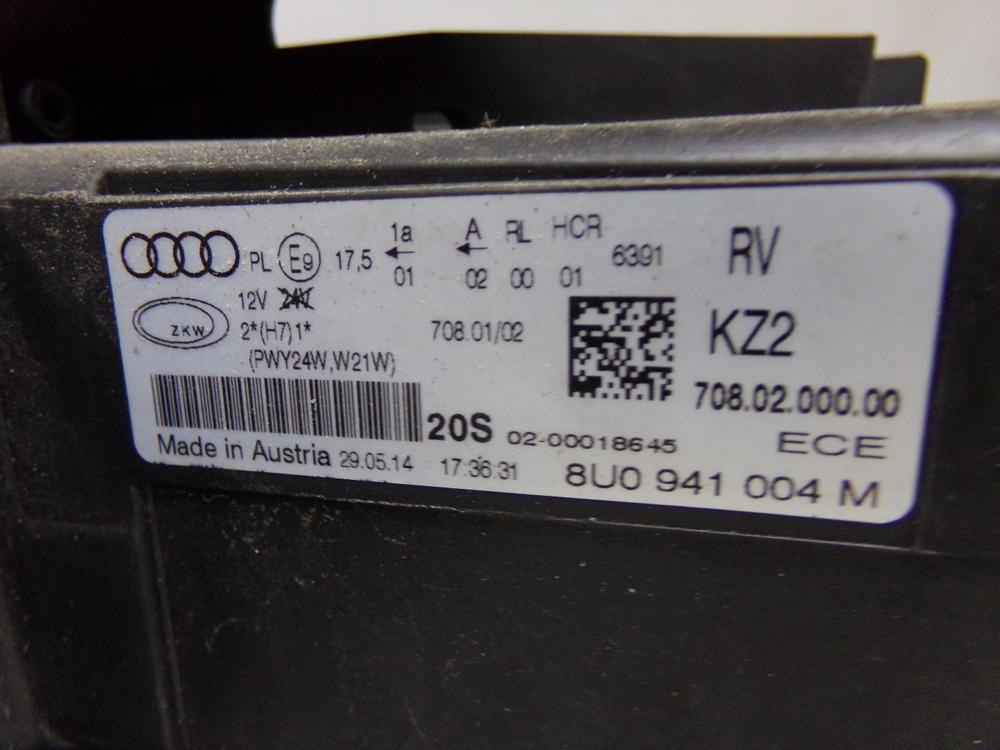 PL E9 17,5 1a A RL HCR 6391 RV
01 02 00 01
12V 24V
ZKW 2*(H7)1* 708.01/02 KZ2
(PWY24W,W21W)
708.02.000.00
20S 02-00018645 ECE
Made in Austria 29.05.14 17:36:31 8U0 941 004 M